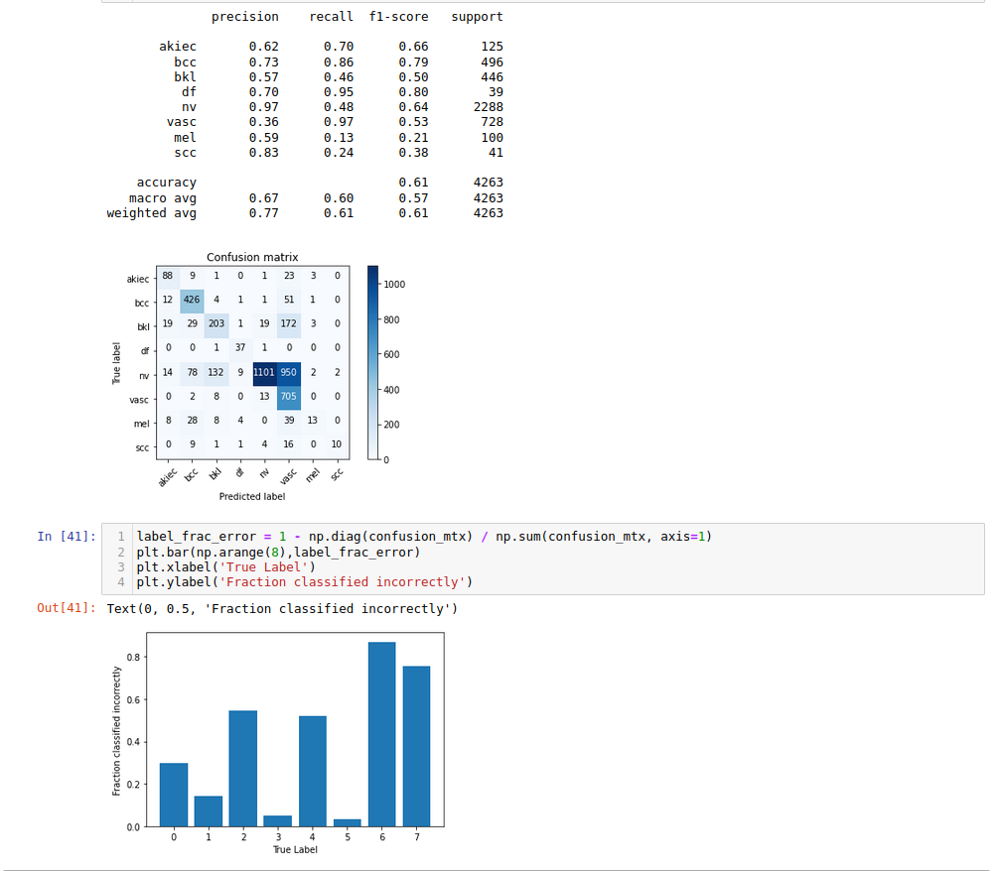 precision recall f1-score support
akiec 0.62 0.70 0.66 125
bcc 0.73 0.86 0.79 496
bkl 0.57 0.46 0.50 446
df 0.70 0.95 0.80 39
nv 0.97 0.48 0.64 2288
vasc 0.36 0.97 0.53 728
mel 0.59 0.13 0.21 100
scc 0.83 0.24 0.38 41
accuracy 0.61 4263
macro avg 0.67 0.60 0.57 4263
weighted avg 0.77 0.61 0.61 4263
Confusion matrix
True label
akiec 88 9 1 0 1 23 3 0
bcc 12 426 4 1 1 51 1 0
bkl 19 29 203 1 19 172 3 0
df 0 0 1 37 1 0 0 0
nv 14 78 132 9 1101 950 2 2
vasc 0 2 8 0 13 705 0 0
mel 8 28 8 4 0 39 13 0
scc 0 9 1 1 4 16 0 10
akiec bcc bkl df nv vasc mel scc
Predicted label
1000
800
600
400
200
0
In [41]:
1 label_frac_error = 1 - np.diag(confusion_mtx) / np.sum(confusion_mtx, axis=1)
2 plt.bar(np.arange(8),label_frac_error)
3 plt.xlabel('True Label')
4 plt.ylabel('Fraction classified incorrectly')
Out[41]: Text(0, 0.5, 'Fraction classified incorrectly')
Fraction classified incorrectly
0.8
0.6
0.4
0.2
0.0
0 1 2 3 4 5 6 7
True Label